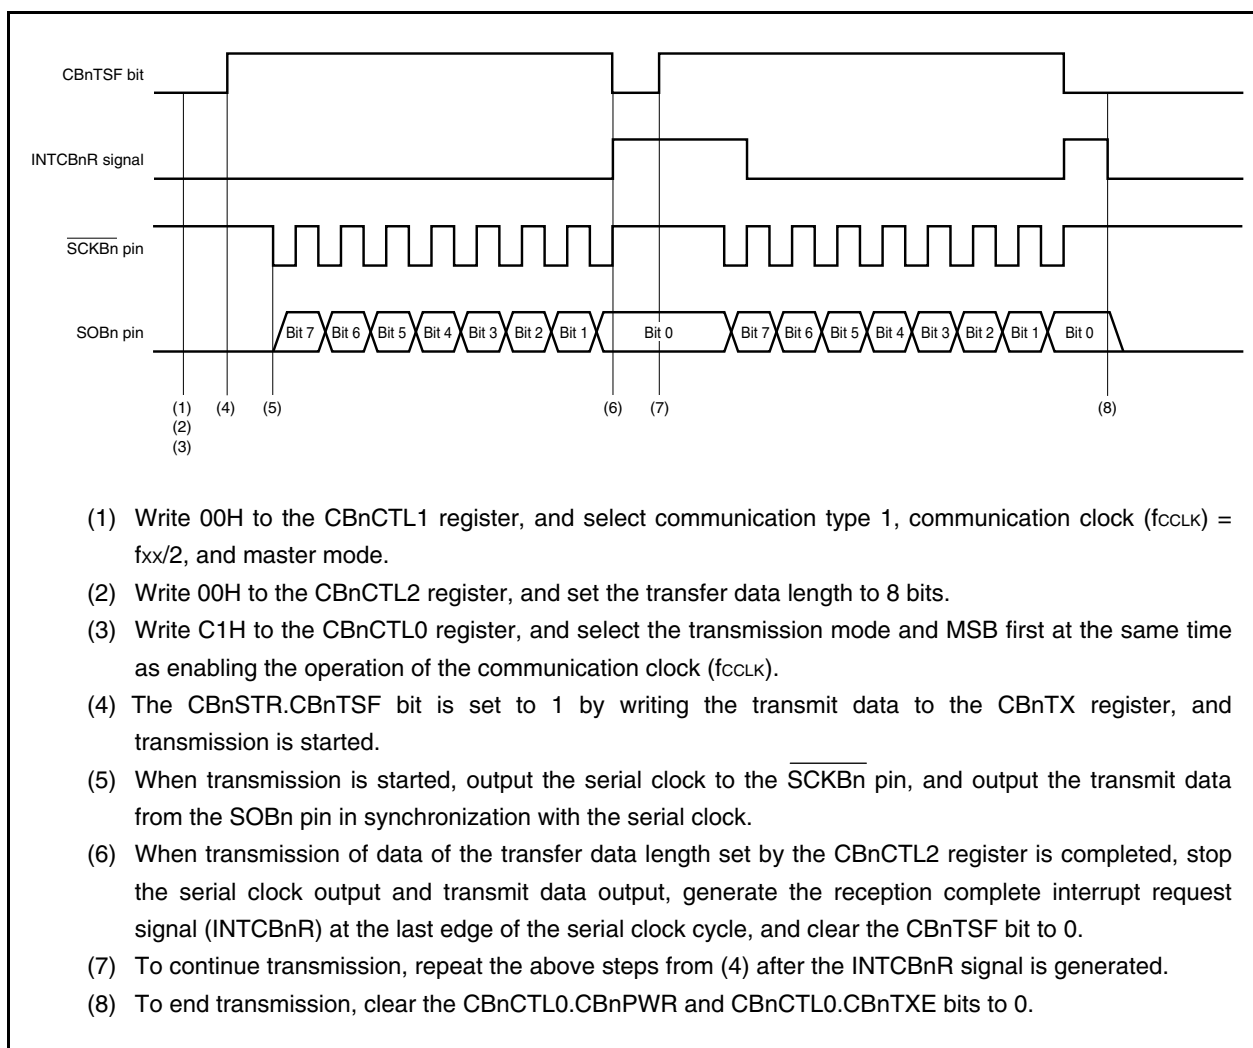 CBnTSF bit
INTCBnR signal
SCKBn pin
SOBn pin
Bit 7 Bit 6 Bit 5 Bit 4 Bit 3 Bit 2 Bit 1 Bit 0 Bit 7 Bit 6 Bit 5 Bit 4 Bit 3 Bit 2 Bit 1 Bit 0
(1) (4) (5) (6) (7) (8)
(2)
(3)
(1) Write 00H to the CBnCTL1 register, and select communication type 1, communication clock (fCCLK) =
fxx/2, and master mode.
(2) Write 00H to the CBnCTL2 register, and set the transfer data length to 8 bits.
(3) Write C1H to the CBnCTL0 register, and select the transmission mode and MSB first at the same time
as enabling the operation of the communication clock (fCCLK).
(4) The CBnSTR.CBnTSF bit is set to 1 by writing the transmit data to the CBnTX register, and
transmission is started.
(5) When transmission is started, output the serial clock to the SCKBn pin, and output the transmit data
from the SOBn pin in synchronization with the serial clock.
(6) When transmission of data of the transfer data length set by the CBnCTL2 register is completed, stop
the serial clock output and transmit data output, generate the reception complete interrupt request
signal (INTCBnR) at the last edge of the serial clock cycle, and clear the CBnTSF bit to 0.
(7) To continue transmission, repeat the above steps from (4) after the INTCBnR signal is generated.
(8) To end transmission, clear the CBnCTL0.CBnPWR and CBnCTL0.CBnTXE bits to 0.